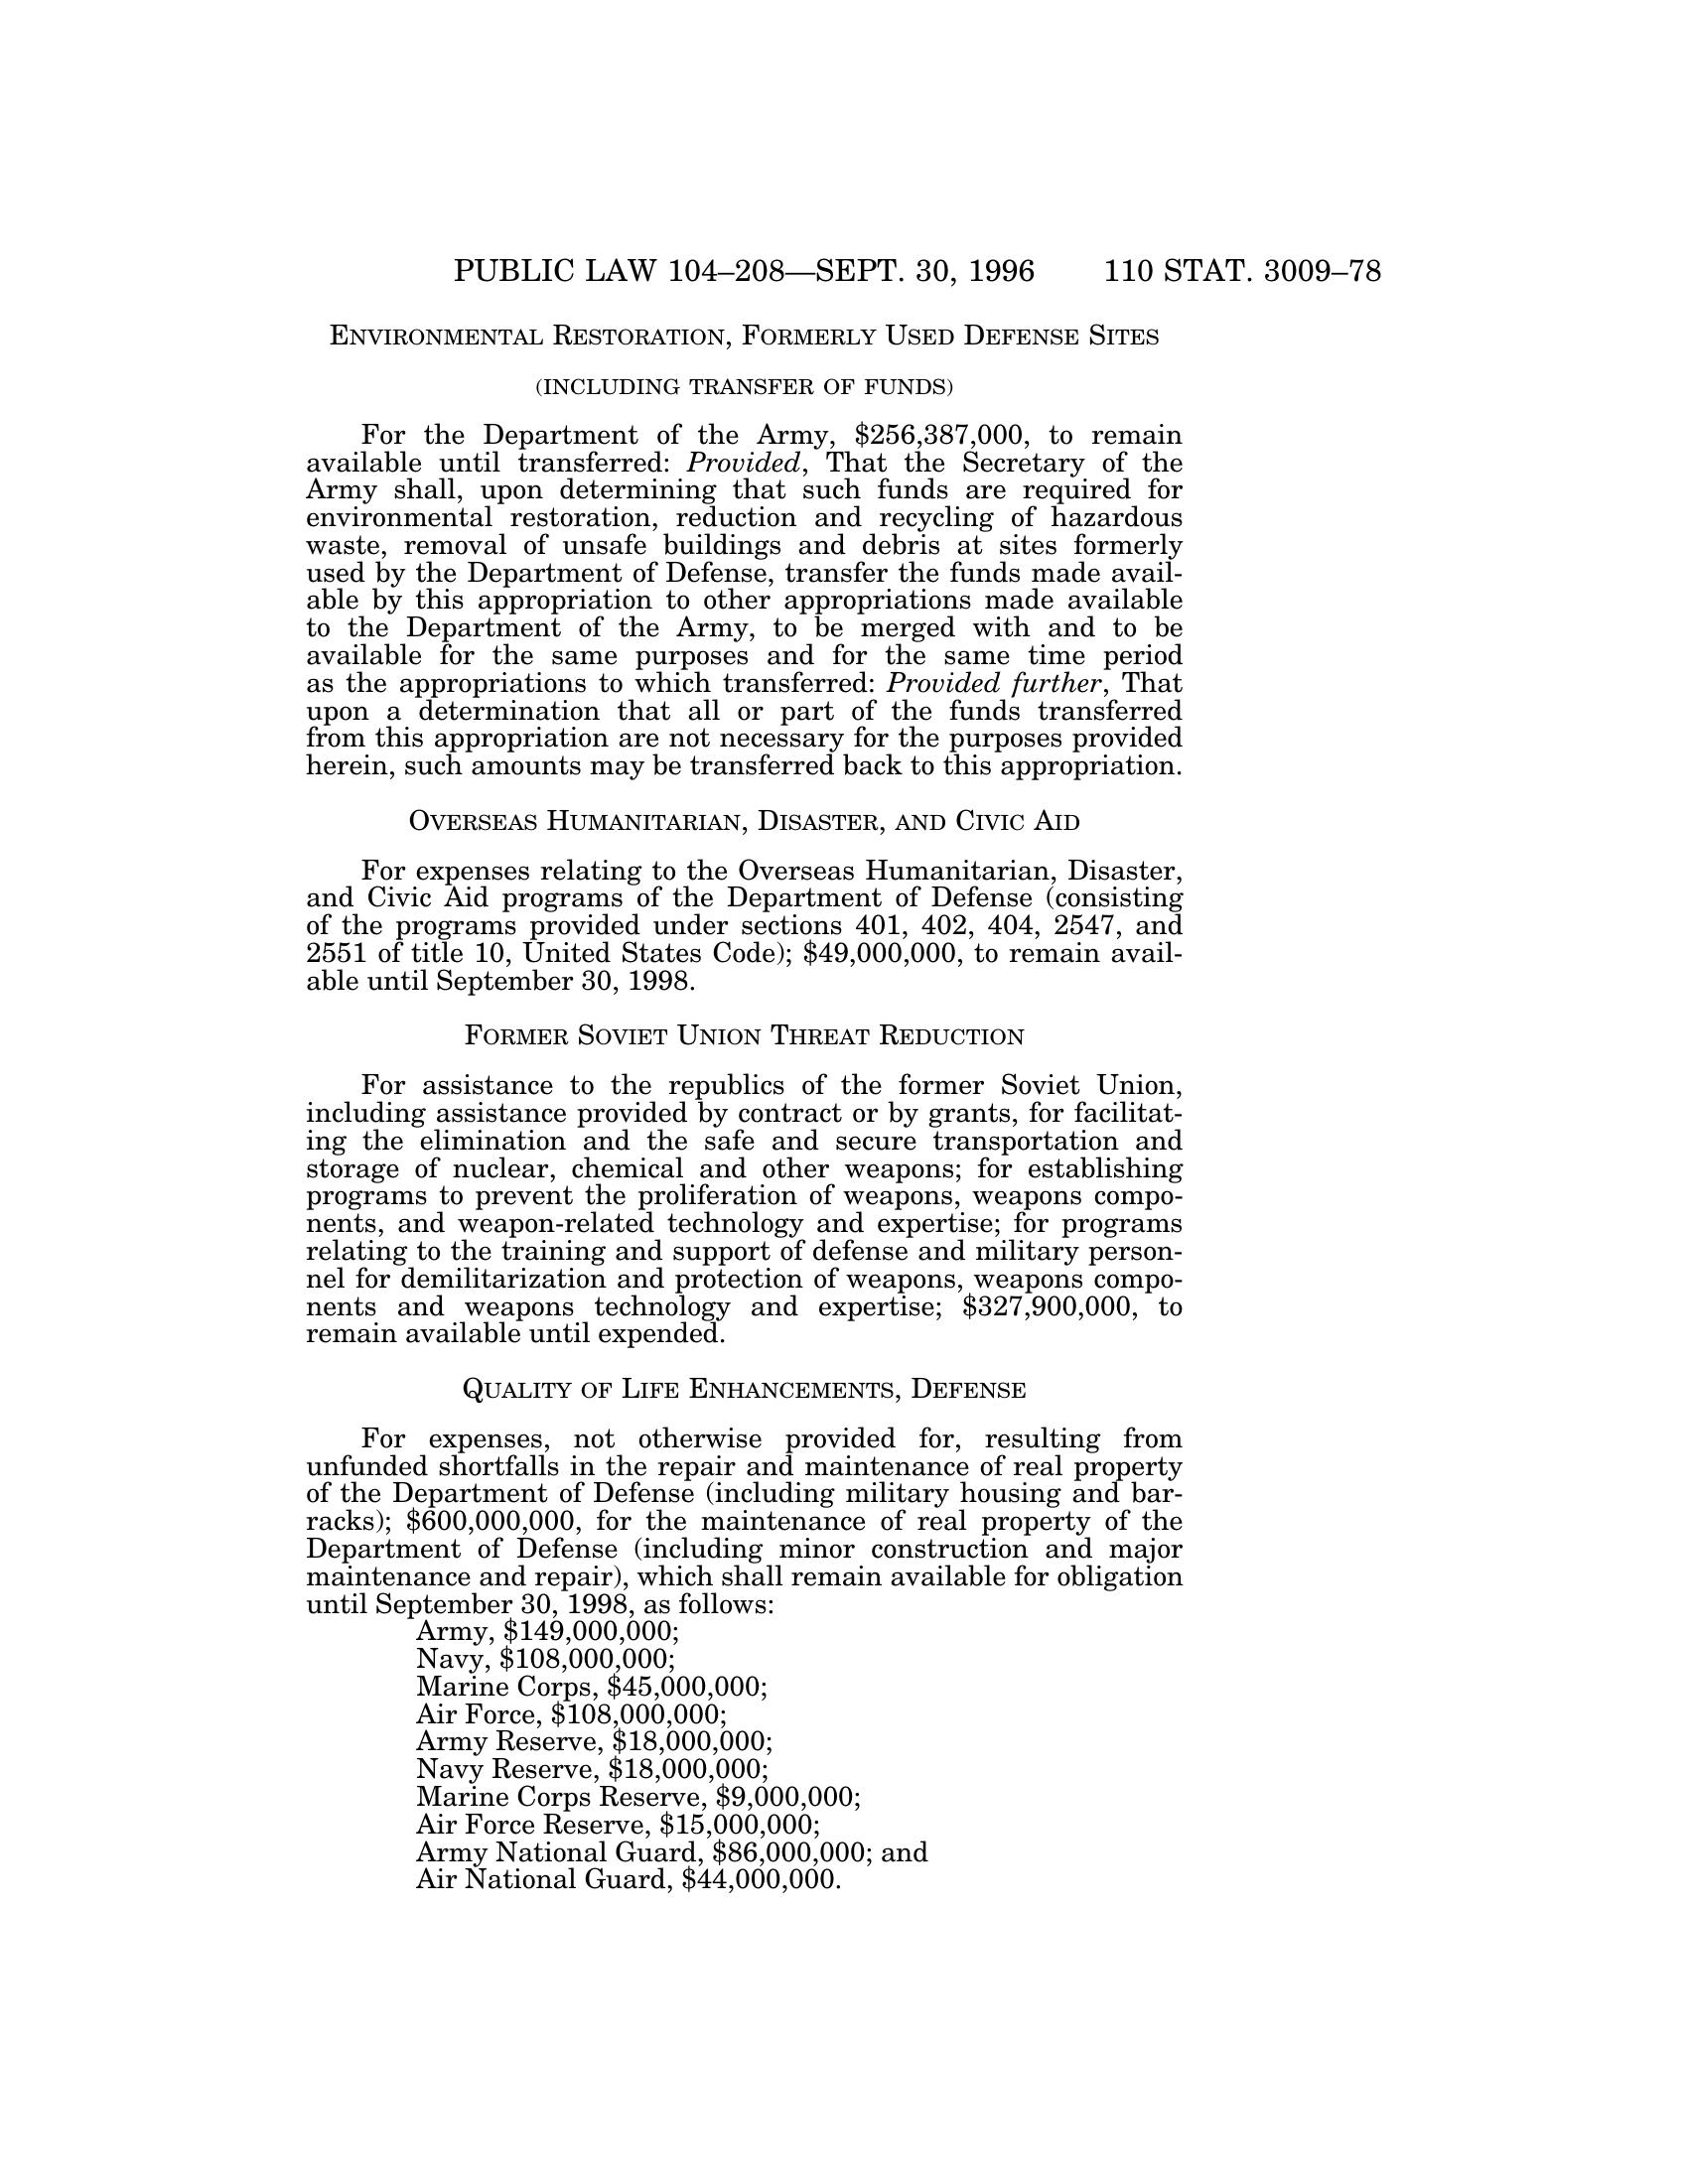 PUBLIC LAW 104–208—SEPT. 30, 1996 110 STAT. 3009–78
ENVIRONMENTAL RESTORATION, FORMERLY USED DEFENSE SITES
(INCLUDING TRANSFER OF FUNDS)
For the Department of the Army, $256,387,000, to remain
available until transferred: Provided, That the Secretary of the
Army shall, upon determining that such funds are required for
environmental restoration, reduction and recycling of hazardous
waste, removal of unsafe buildings and debris at sites formerly
used by the Department of Defense, transfer the funds made avail-
able by this appropriation to other appropriations made available
to the Department of the Army, to be merged with and to be
available for the same purposes and for the same time period
as the appropriations to which transferred: Provided further, That
upon a determination that all or part of the funds transferred
from this appropriation are not necessary for the purposes provided
herein, such amounts may be transferred back to this appropriation.
OVERSEAS HUMANITARIAN, DISASTER, AND CIVIC AID
For expenses relating to the Overseas Humanitarian, Disaster,
and Civic Aid programs of the Department of Defense (consisting
of the programs provided under sections 401, 402, 404, 2547, and
2551 of title 10, United States Code); $49,000,000, to remain avail-
able until September 30, 1998.
FORMER SOVIET UNION THREAT REDUCTION
For assistance to the republics of the former Soviet Union,
including assistance provided by contract or by grants, for facilitat-
ing the elimination and the safe and secure transportation and
storage of nuclear, chemical and other weapons; for establishing
programs to prevent the proliferation of weapons, weapons compo-
nents, and weapon-related technology and expertise; for programs
relating to the training and support of defense and military person-
nel for demilitarization and protection of weapons, weapons compo-
nents and weapons technology and expertise; $327,900,000, to
remain available until expended.
QUALITY OF LIFE ENHANCEMENTS, DEFENSE
For expenses, not otherwise provided for, resulting from
unfunded shortfalls in the repair and maintenance of real property
of the Department of Defense (including military housing and bar-
racks); $600,000,000, for the maintenance of real property of the
Department of Defense (including minor construction and major
maintenance and repair), which shall remain available for obligation
until September 30, 1998, as follows:
Army, $149,000,000;
Navy, $108,000,000;
Marine Corps, $45,000,000;
Air Force, $108,000,000;
Army Reserve, $18,000,000;
Navy Reserve, $18,000,000;
Marine Corps Reserve, $9,000,000;
Air Force Reserve, $15,000,000;
Army National Guard, $86,000,000; and
Air National Guard, $44,000,000.